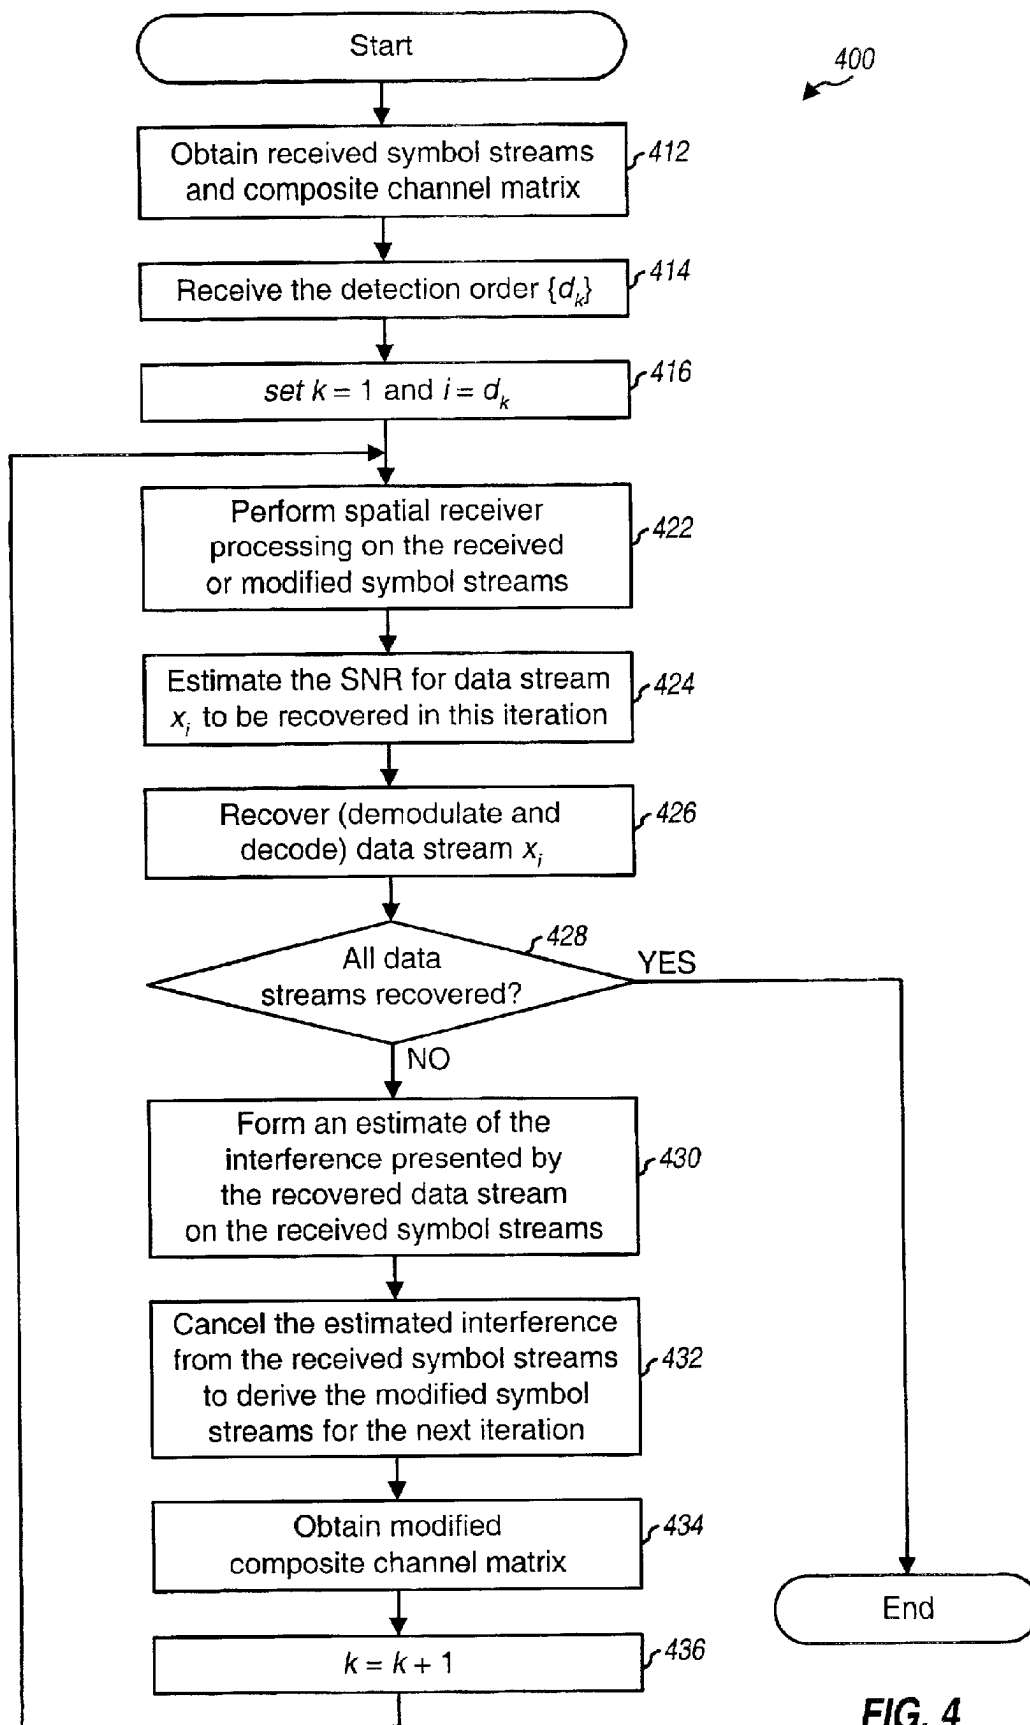 Start
400
Obtain received symbol streams
and composite channel matrix
412
Receive the detection order {d_k}
414
set k = 1 and i = d_k
416
Perform spatial receiver
processing on the received
or modified symbol streams
422
Estimate the SNR for data stream
x_i to be recovered in this iteration
424
Recover (demodulate and
decode) data stream x_i
426
All data
streams recovered?
428
YES
NO
Form an estimate of the
interference presented by
the recovered data stream
on the received symbol streams
430
Cancel the estimated interference
from the received symbol streams
to derive the modified symbol
streams for the next iteration
432
Obtain modified
composite channel matrix
434
End
k = k + 1
436
FIG. 4